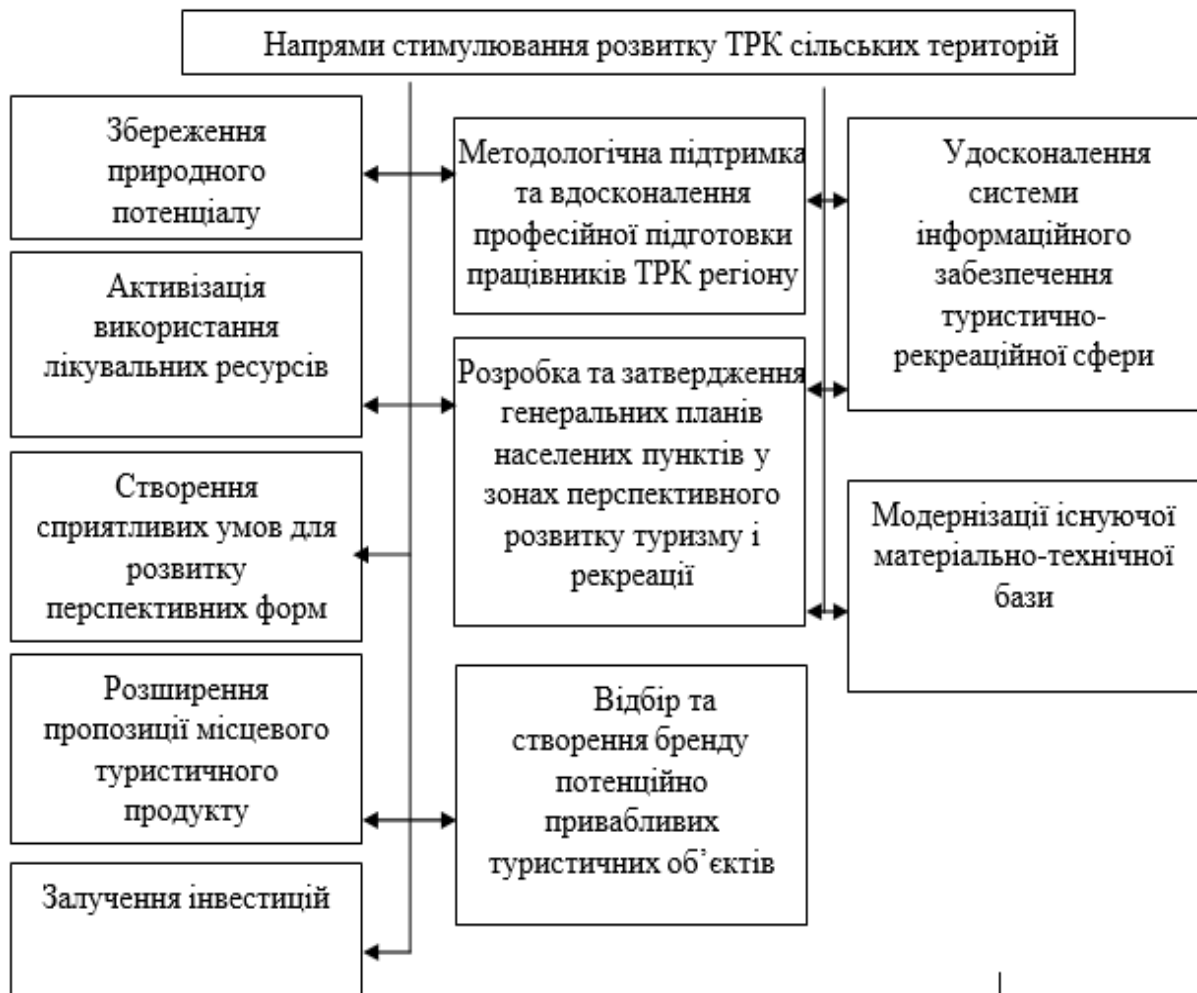 Напрями стимулювання розвитку ТРК сільських територій
Збереження
природного
потенціалу
Активізація
використання
лікувальних ресурсів
Створення
сприятливих умов для
розвитку
перспективних форм
Розширення
пропозиції місцевого
туристичного
продукту
Залучення інвестицій
Методологічна підтримка
та вдосконалення
професійної підготовки
працівників ТРК регіону
Розробка та затвердження
генеральних планів
населених пунктів у
зонах перспективного
розвитку туризму і
рекреації
Відбір та
створення бренду
потенційно
привабливих
туристичних об’єктів
Удосконалення
системи
інформаційного
забезпечення
туристично-
рекреаційної сфери
Модернізації існуючої
матеріально-технічної
бази